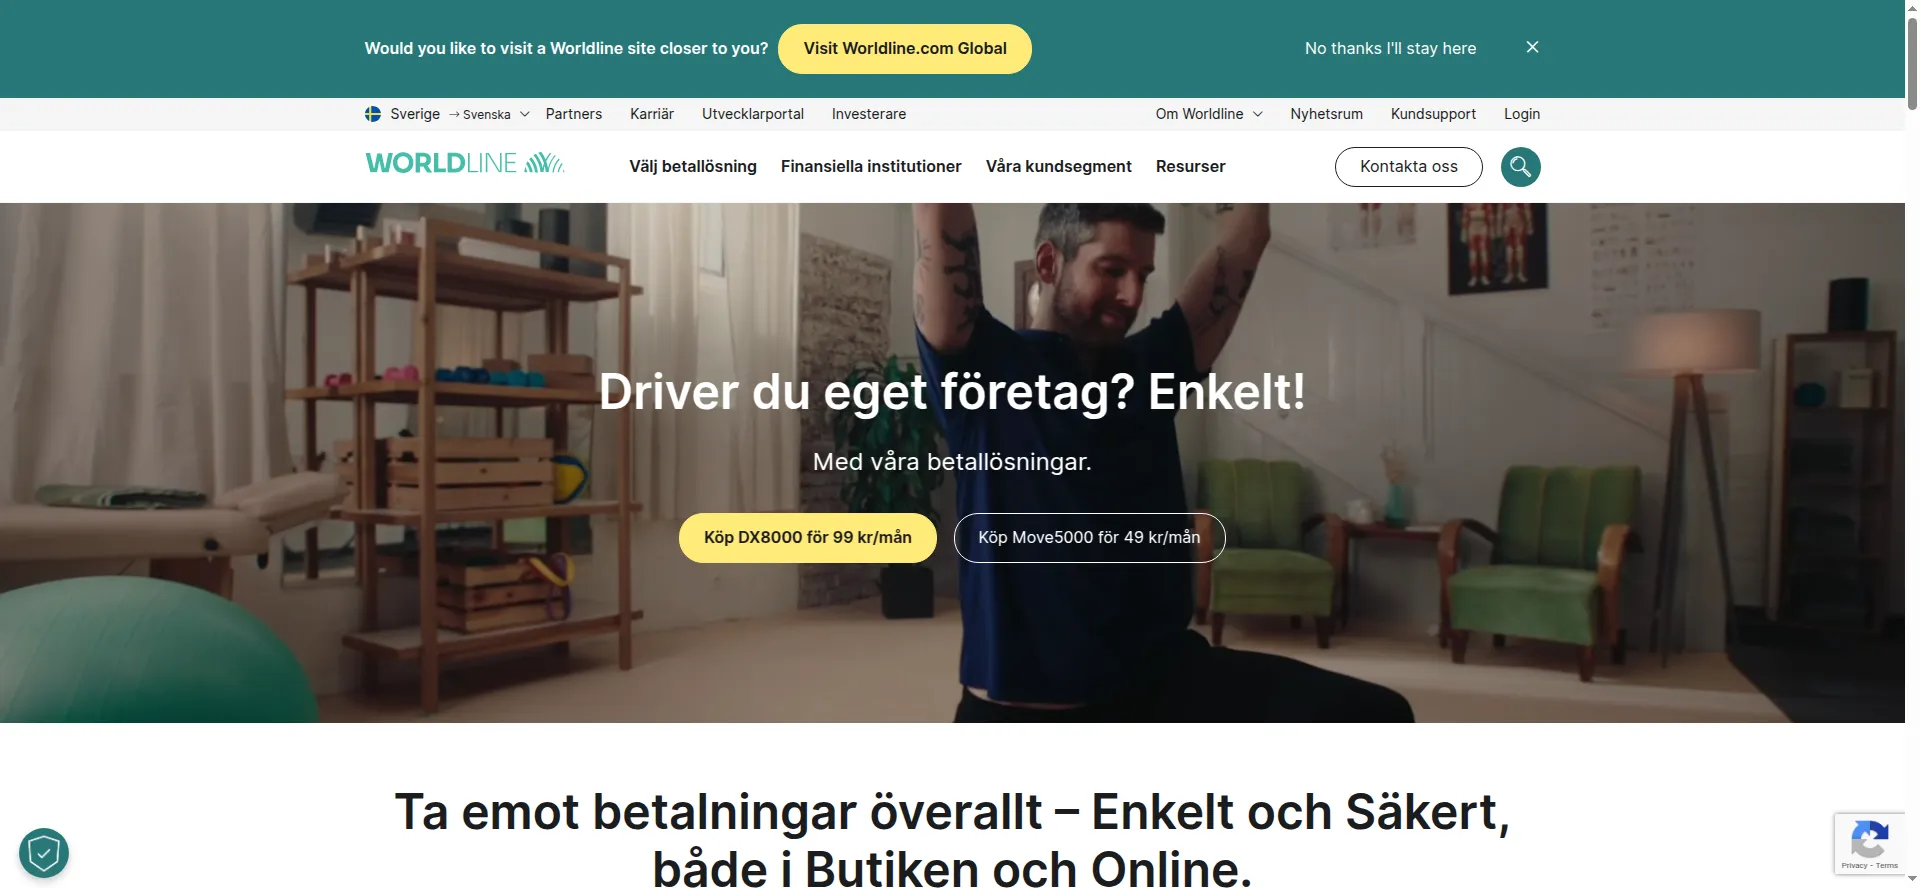 Would you like to visit a Worldline site closer to you? Visit Worldline.com Global No thanks I'll stay here
Sverige → Svenska Partners Karriär Utvecklarportal Investerare Om Worldline Nyhetsrum Kundsupport Login
WORLDLINE Välj betallösning Finansiella institutioner Våra kundsegment Resurser Kontakta oss
Driver du eget företag? Enkelt!
Med våra betallösningar.
Köp DX8000 för 99 kr/mån Köp Move5000 för 49 kr/mån
Ta emot betalningar överallt – Enkelt och Säkert,
både i Butiken och Online.
Privacy - Terms